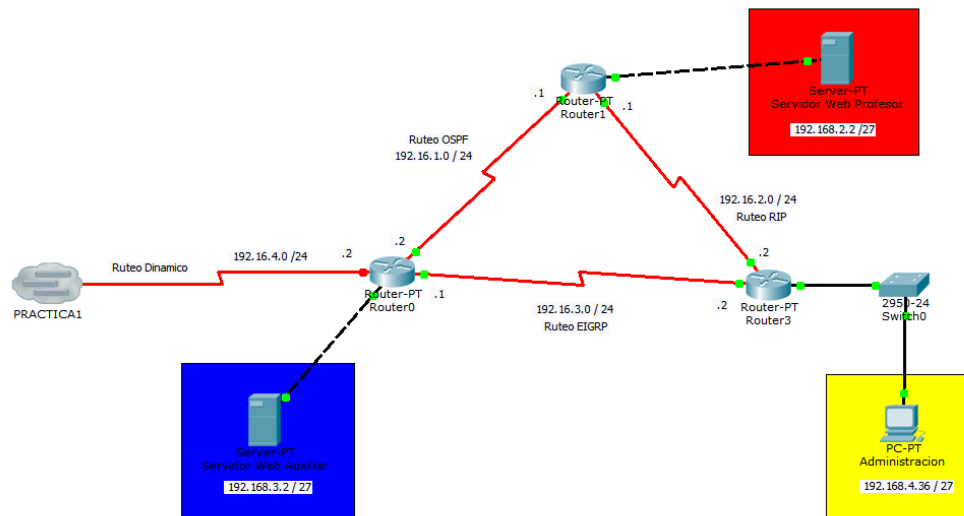 Server-PT
Servidor Web Profesor
192.168.2.2 /27
Router-PT
Router1
.1
.1
Ruteo OSPF
192.16.1.0 / 24
192.16.2.0 / 24
Ruteo RIP
Ruteo Dinamico
192.16.4.0 /24
.2
.2
.2
PRACTICA1
Router-PT
Router0
.1
192.16.3.0 / 24
Ruteo EIGRP
.2
Router-PT
Router3
2950-24
Switch0
Server-PT
Servidor Web Auxiliar
192.168.3.2 / 27
PC-PT
Administracion
192.168.4.36 / 27